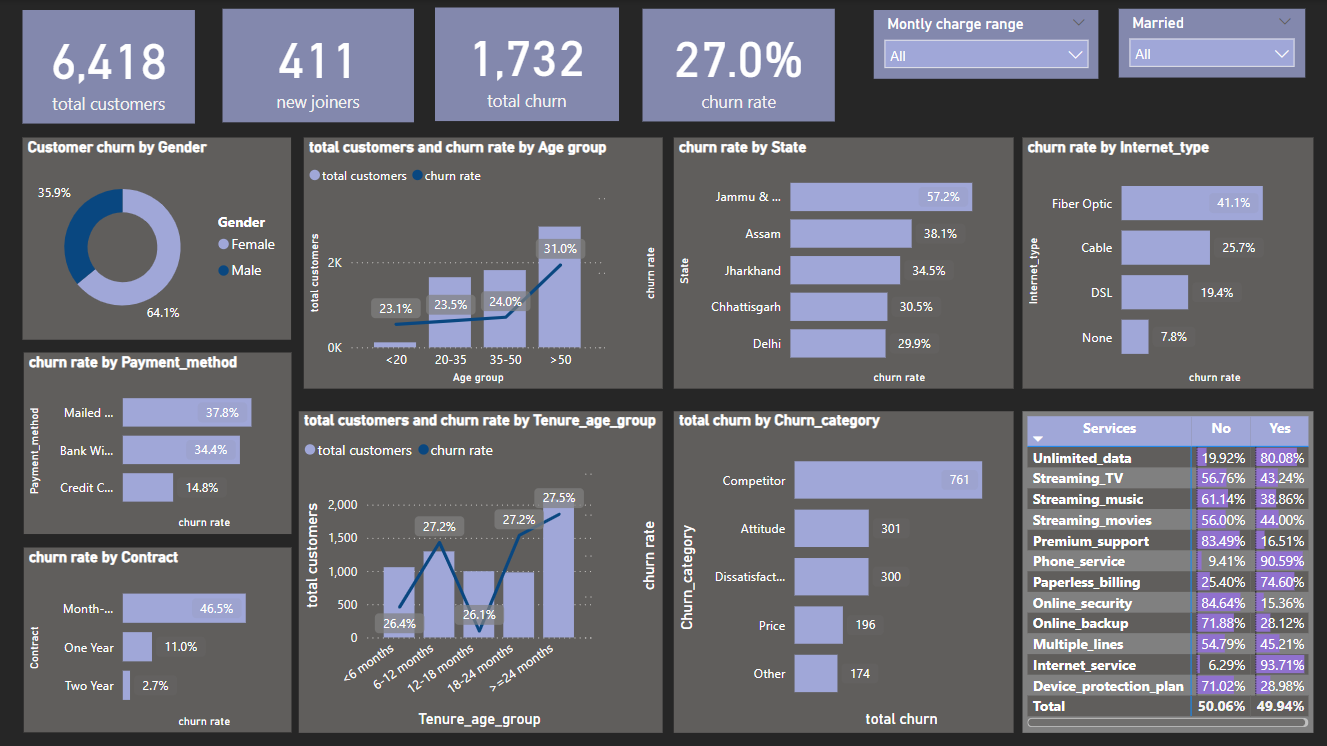 6,418
total customers
411
new joiners
1,732
total churn
27.0%
churn rate
Montly charge range
All
Married
All
Customer churn by Gender
35.9%
64.1%
Gender
Female
Male
total customers and churn rate by Age group
total customers
churn rate
total customers
2K
0K
23.1%
23.5%
24.0%
31.0%
<20
20-35
35-50
>50
Age group
churn rate
churn rate by State
State
Jammu & ...
57.2%
Assam
38.1%
Jharkhand
34.5%
Chhattisgarh
30.5%
Delhi
29.9%
churn rate
churn rate by Internet_type
Internet_type
Fiber Optic
41.1%
Cable
25.7%
DSL
19.4%
None
7.8%
churn rate
churn rate by Payment_method
Payment_method
Mailed ...
37.8%
Bank Wi...
34.4%
Credit C...
14.8%
churn rate
churn rate by Contract
Contract
Month-...
46.5%
One Year
11.0%
Two Year
2.7%
churn rate
total customers and churn rate by Tenure_age_group
total customers
churn rate
total customers
2,000
1,500
1,000
500
0
26.4%
27.2%
26.1%
27.2%
27.5%
<6 months
6-12 months
12-18 months
18-24 months
>=24 months
Tenure_age_group
churn rate
total churn by Churn_category
Churn_category
Competitor
761
Attitude
301
Dissatisfact...
300
Price
196
Other
174
total churn
Services No Yes
Unlimited_data 19.92% 80.08%
Streaming_TV 56.76% 43.24%
Streaming_music 61.14% 38.86%
Streaming_movies 56.00% 44.00%
Premium_support 83.49% 16.51%
Phone_service 9.41% 90.59%
Paperless_billing 25.40% 74.60%
Online_security 84.64% 15.36%
Online_backup 71.88% 28.12%
Multiple_lines 54.79% 45.21%
Internet_service 6.29% 93.71%
Device_protection_plan 71.02% 28.98%
Total 50.06% 49.94%